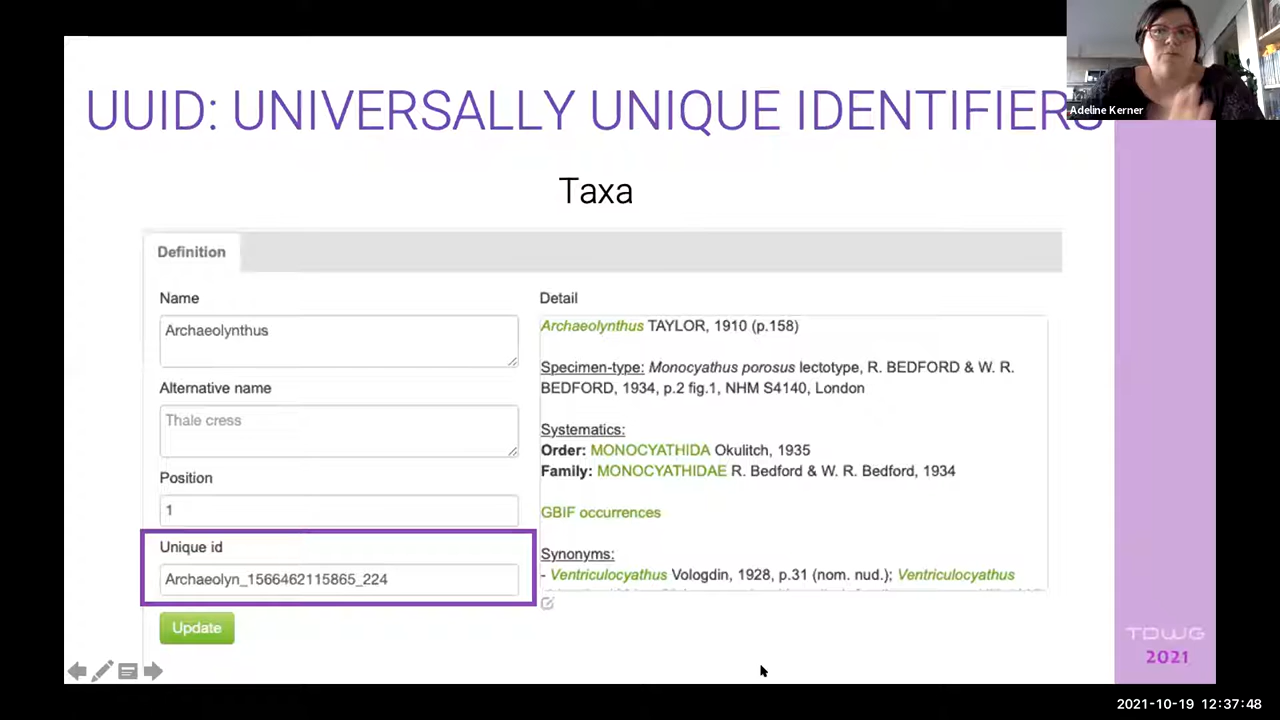 Adeline Kerner
UUID: UNIVERSALLY UNIQUE IDENTIFIERS
Taxa
Definition
Name
Archaeolynthus
Alternative name
Thale cress
Position
1
Unique id
Archaeolyn_1566462115865_224
Update
Detail
Archaeolynthus TAYLOR, 1910 (p.158)
Specimen-type: Monocyathus porosus lectotype, R. BEDFORD & W. R.
BEDFORD, 1934, p.2 fig.1, NHM S4140, London
Systematics:
Order: MONOCYATHIDA Okulitch, 1935
Family: MONOCYATHIDAE R. Bedford & W. R. Bedford, 1934
GBIF occurrences
Synonyms:
- Ventriculocyathus Vologdin, 1928, p.31 (nom. nud.); Ventriculocyathus
TDWG
2021
2021-10-19 12:37:48